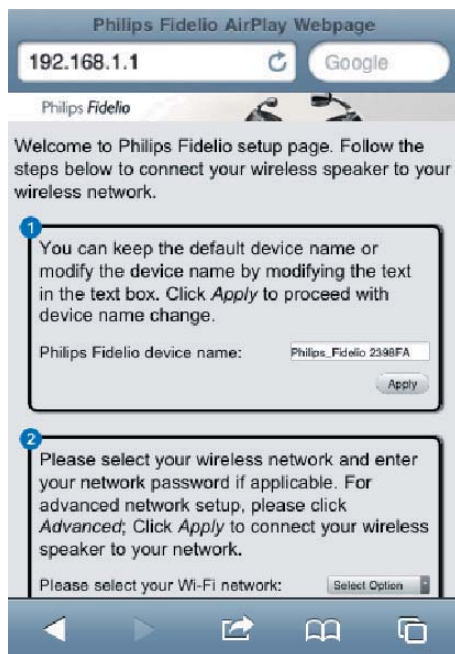 Philips Fidelio AirPlay Webpage
192.168.1.1
Google
Philips Fidelio
Welcome to Philips Fidelio setup page. Follow the
steps below to connect your wireless speaker to your
wireless network.
1
You can keep the default device name or
modify the device name by modifying the text
in the text box. Click Apply to proceed with
device name change.
Philips Fidelio device name: Philips_Fidelio 2398FA
Apply
2
Please select your wireless network and enter
your network password if applicable. For
advanced network setup, please click
Advanced; Click Apply to connect your wireless
speaker to your network.
Please select your Wi-Fi network: Select Option